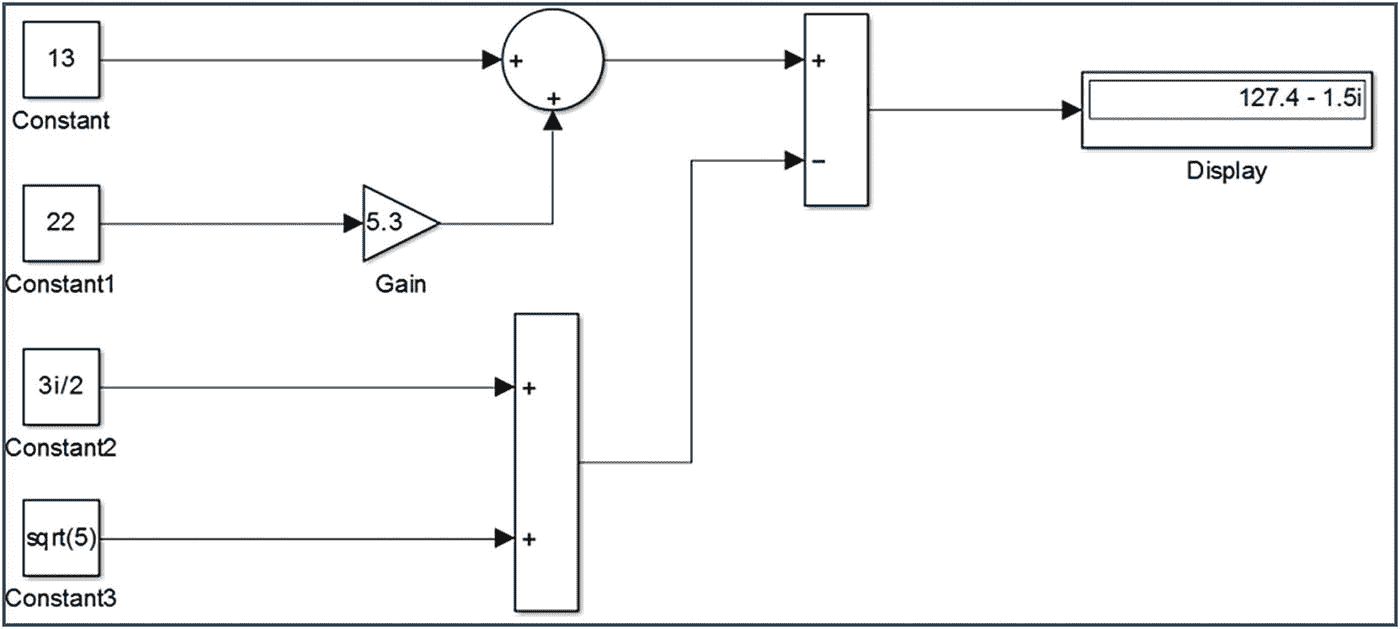 13
+
+
+
127.4 - 1.5i
Constant
−
Display
22
5.3
Constant1
Gain
3i/2
+
Constant2
sqrt(5)
+
Constant3